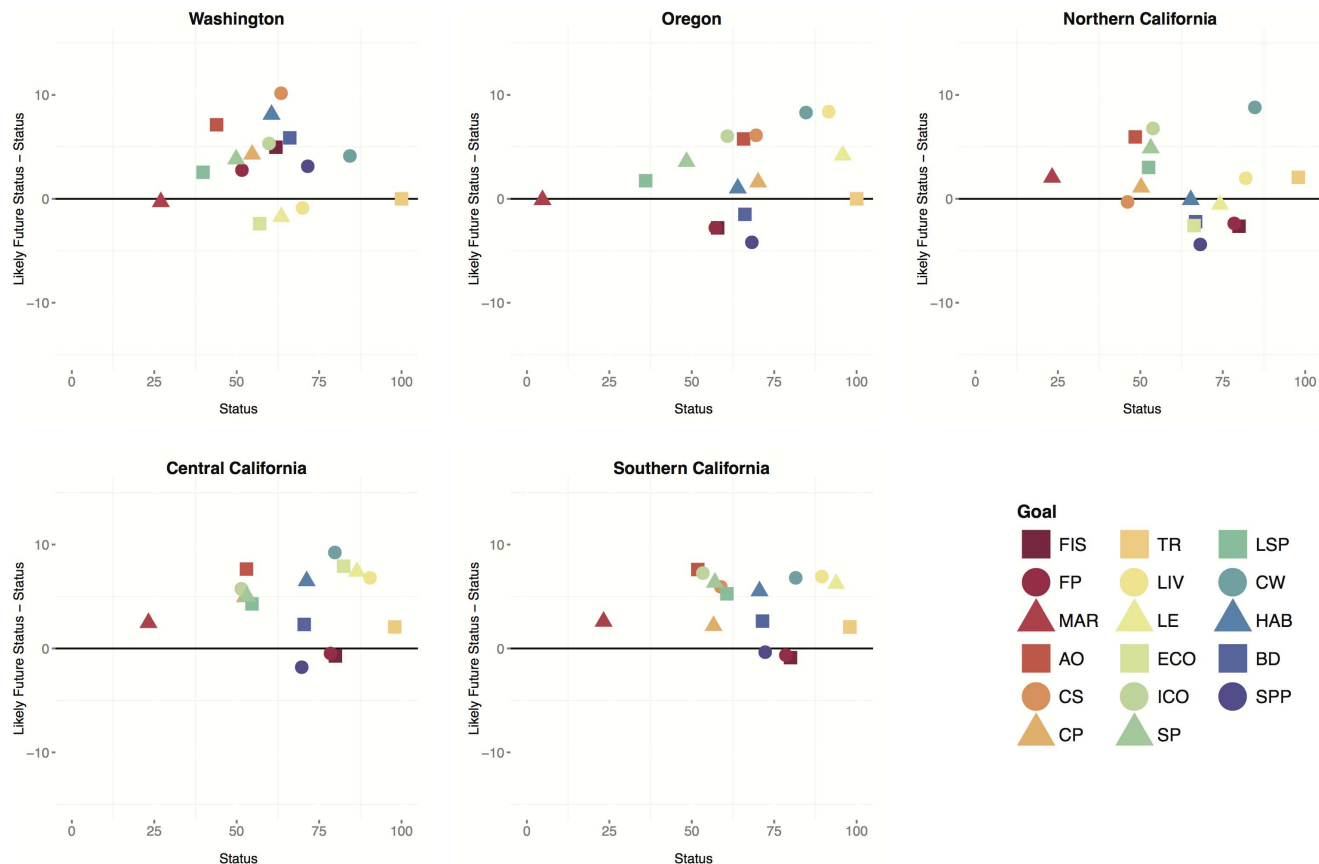 Washington
Oregon
Northern California
Likely Future Status – Status
10
0
−10
0 25 50 75 100
Status
Likely Future Status – Status
10
0
−10
0 25 50 75 100
Status
Likely Future Status – Status
10
0
−10
0 25 50 75 100
Status
Central California
Southern California
Likely Future Status – Status
10
0
−10
0 25 50 75 100
Status
Likely Future Status – Status
10
0
−10
0 25 50 75 100
Status
Goal
FIS TR LSP
FP LIV CW
MAR LE HAB
AO ECO BD
CS ICO SPP
CP SP